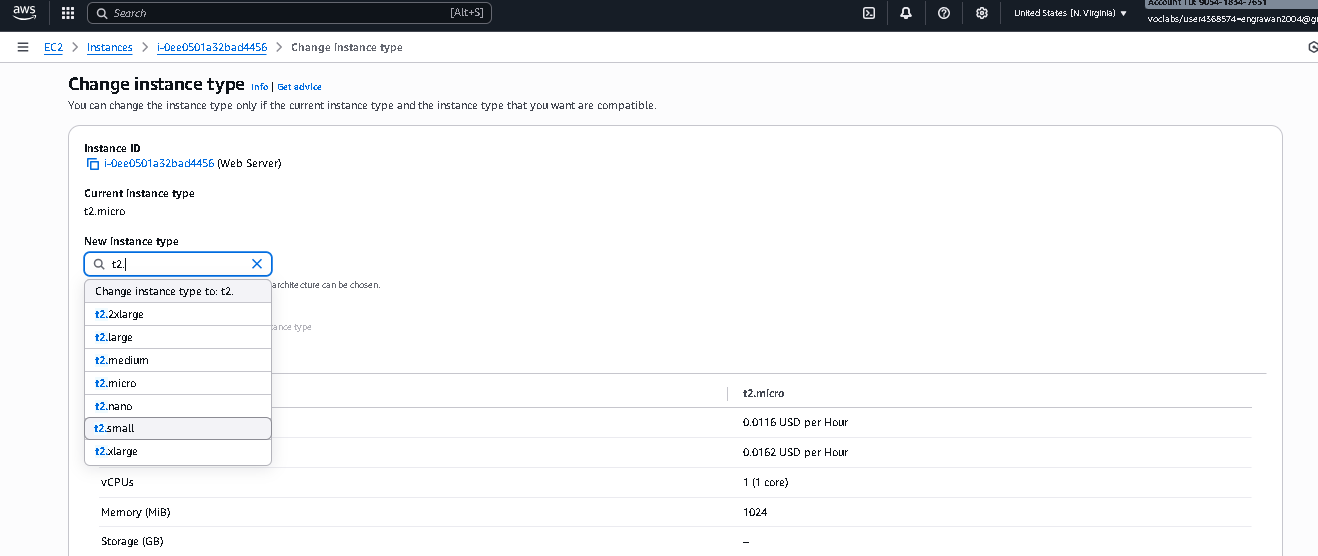 aws
Search [Alt+S]
United States (N. Virginia) ▼
Account ID: 9054-1834-7651
voclabs/user4368574=engrawan2004@g
EC2 > Instances > i-0ee0501a32bad4456 > Change instance type
Change instance type Info | Get advice
You can change the instance type only if the current instance type and the instance type that you want are compatible.
Instance ID
i-0ee0501a32bad4456 (Web Server)
Current instance type
t2.micro
New instance type
t2.
architecture can be chosen.
Change instance type to: t2.
t2.2xlarge
ance type
t2.large
t2.medium
t2.micro
t2.nano
t2.small
t2.xlarge
t2.micro
0.0116 USD per Hour
0.0162 USD per Hour
vCPUs 1 (1 core)
Memory (MiB) 1024
Storage (GB) –